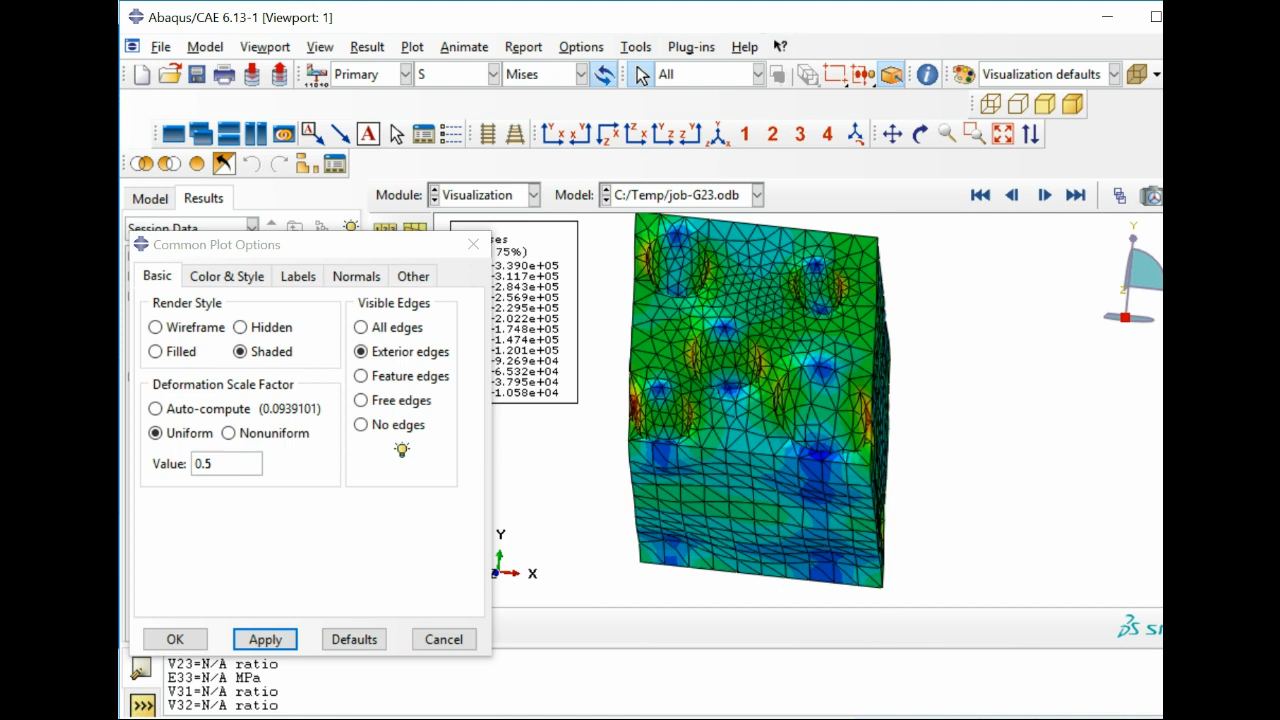 Abaqus/CAE 6.13-1 [Viewport: 1]
File Model Viewport View Result Plot Animate Report Options Tools Plug-ins Help
Primary S Mises All Visualization defaults
A A 1 2 3 4
Model Results Module: Visualization Model: C:/Temp/job-G23.odb
Session Data
Common Plot Options
Basic Color & Style Labels Normals Other
Render Style
Wireframe Hidden
Filled Shaded
Deformation Scale Factor
Auto-compute (0.0939101)
Uniform Nonuniform
Value: 0.5
Visible Edges
All edges
Exterior edges
Feature edges
Free edges
No edges
OK Apply Defaults Cancel
75%)
3.390e+05
3.117e+05
2.843e+05
2.569e+05
2.295e+05
2.022e+05
1.748e+05
1.474e+05
1.201e+05
9.269e+04
6.532e+04
3.795e+04
1.058e+04
Y
X
Y
Z
V23=N/A ratio
E33=N/A MPa
V31=N/A ratio
V32=N/A ratio
>>>